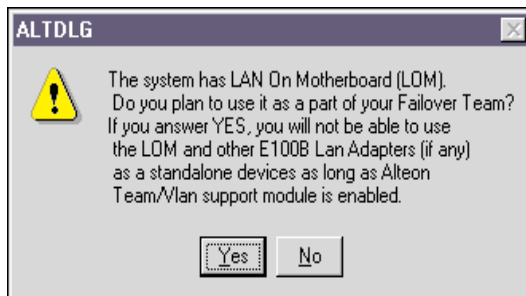 ALTDLG
The system has LAN On Motherboard (LOM).
Do you plan to use it as a part of your Failover Team?
If you answer YES, you will not be able to use
the LOM and other E100B Lan Adapters (if any)
as a standalone devices as long as Alteon
Team/Vlan support module is enabled.
Yes No